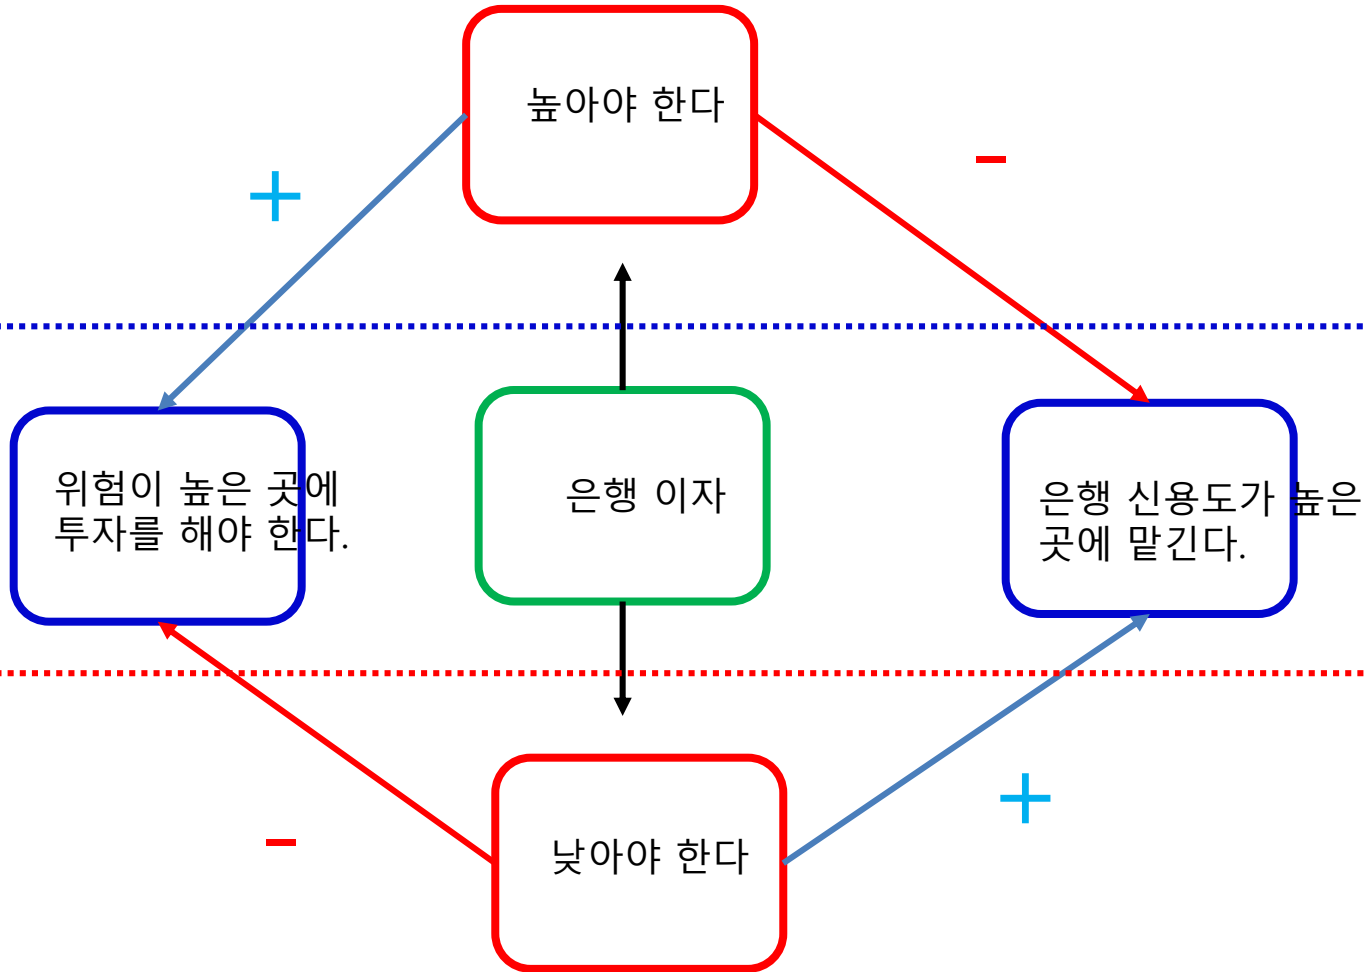 높아야 한다
+
-
위험이 높은 곳에
투자를 해야 한다.
은행 이자
은행 신용도가 높은
곳에 맡긴다.
-
낮아야 한다
+